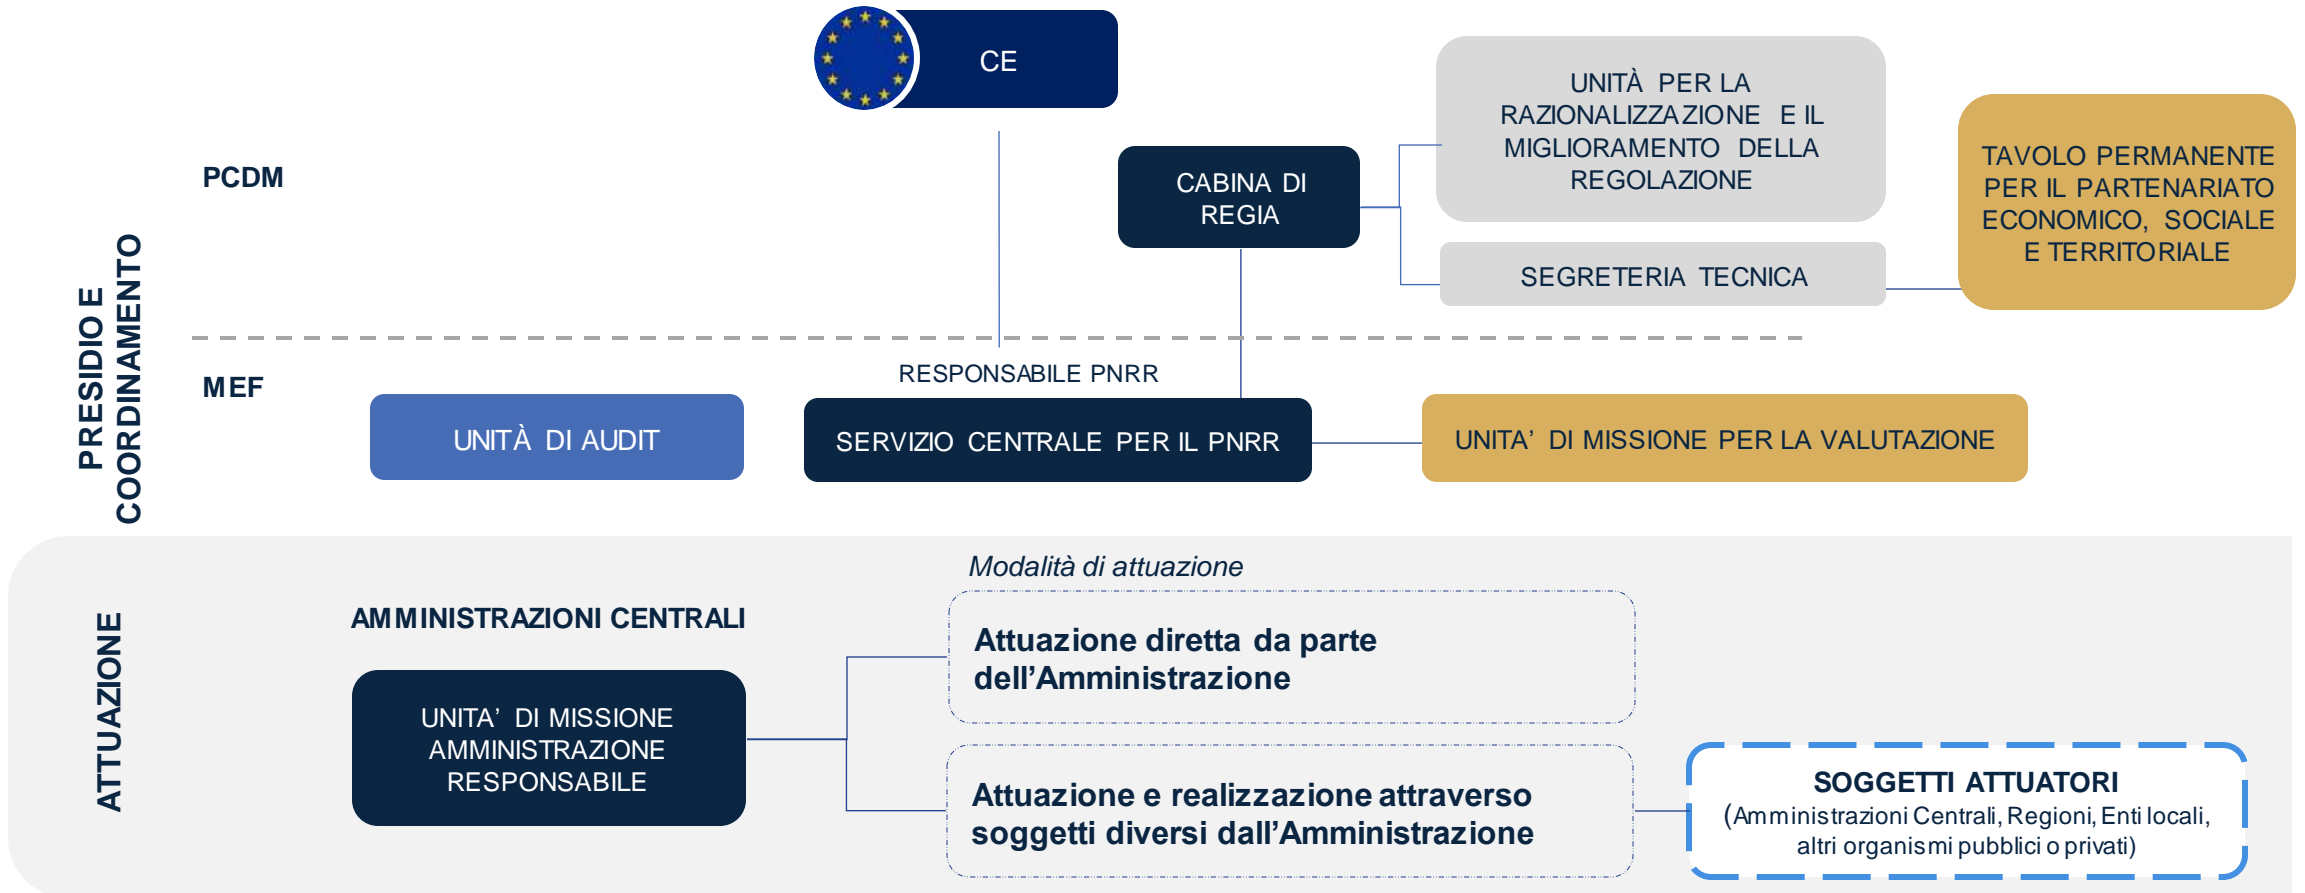 CE
UNITÀ PER LA
RAZIONALIZZAZIONE E IL
MIGLIORAMENTO DELLA
REGOLAZIONE
TAVOLO PERMANENTE
PER IL PARTENARIATO
ECONOMICO, SOCIALE
E TERRITORIALE
PCDM
CABINA DI
REGIA
SEGRETERIA TECNICA
PRESIDIO E
COORDINAMENTO
MEF
RESPONSABILE PNRR
UNITÀ DI AUDIT
SERVIZIO CENTRALE PER IL PNRR
UNITA’ DI MISSIONE PER LA VALUTAZIONE
ATTUAZIONE
Modalità di attuazione
AMMINISTRAZIONI CENTRALI
UNITA’ DI MISSIONE
AMMINISTRAZIONE
RESPONSABILE
Attuazione diretta da parte
dell’Amministrazione
Attuazione e realizzazione attraverso
soggetti diversi dall’Amministrazione
SOGGETTI ATTUATORI
(Amministrazioni Centrali, Regioni, Enti locali,
altri organismi pubblici o privati)